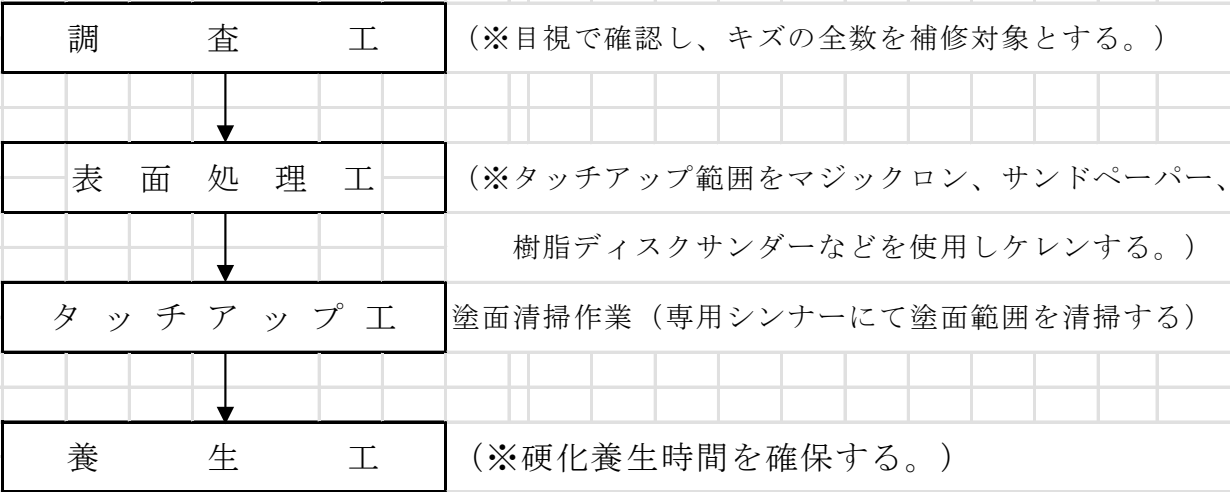 調査工 （※目視で確認し、キズの全数を補修対象とする。）
表面処理工 （※タッチアップ範囲をマジックロン、サンドペーパー、
樹脂ディスクサンダーなどを使用しケレンする。）
タッチアップ工 塗面清掃作業（専用シンナーにて塗面範囲を清掃する）
養生工 （※硬化養生時間を確保する。）